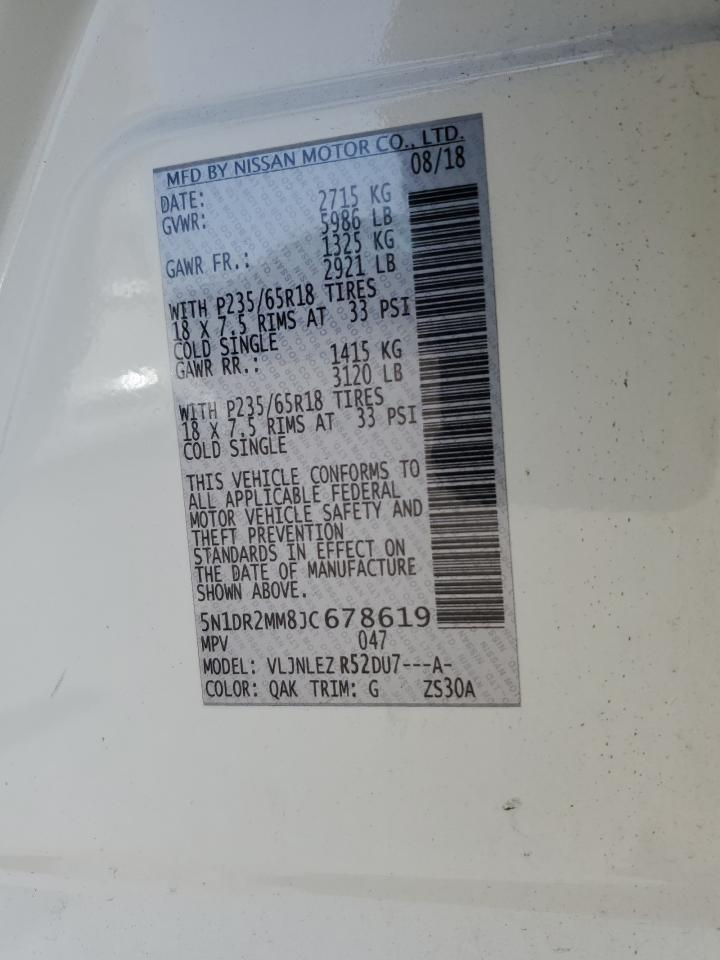 MFD BY NISSAN MOTOR CO., LTD.
DATE: 08/18
GVWR: 2715 KG
5986 LB
GAWR FR.: 1325 KG
2921 LB
WITH P235/65R18 TIRES
18 X 7.5 RIMS AT 33 PSI
COLD SINGLE
GAWR RR.: 1415 KG
3120 LB
WITH P235/65R18 TIRES
18 X 7.5 RIMS AT 33 PSI
COLD SINGLE
THIS VEHICLE CONFORMS TO
ALL APPLICABLE FEDERAL
MOTOR VEHICLE SAFETY AND
THEFT PREVENTION
STANDARDS IN EFFECT ON
THE DATE OF MANUFACTURE
SHOWN ABOVE.
5N1DR2MM8JC678619
MPV 047
MODEL: VLJNLEZ R52DU7---A-
COLOR: QAK TRIM: G ZS30A